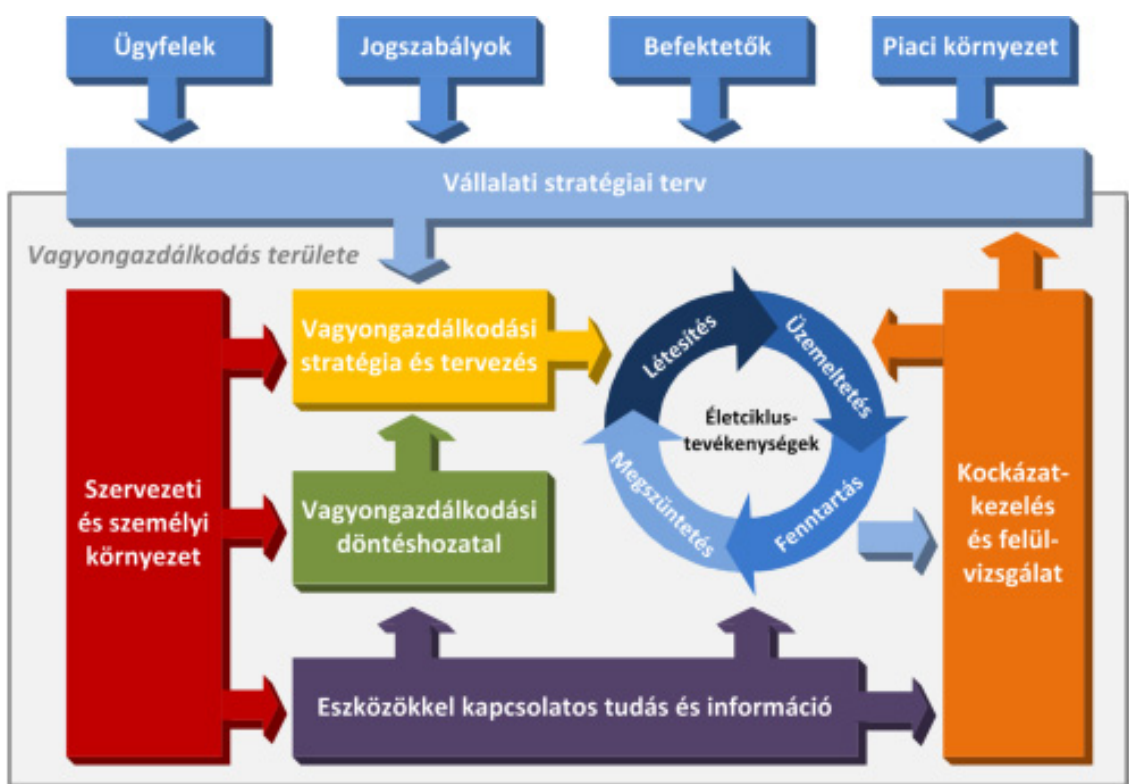 Ügyfelek
Jogszabályok
Befektetők
Piaci környezet
Vállalati stratégiai terv
Vagyongazdálkodás területe
Szervezeti
és személyi
környezet
Vagyongazdálkodási
stratégia és tervezés
Vagyongazdálkodási
döntéshozatal
Létesítés
Üzemeltetés
Fenntartás
Megszüntetés
Életciklus-
tevékenységek
Kockázat-
kezelés
és felül-
vizsgálat
Eszközökkel kapcsolatos tudás és információ